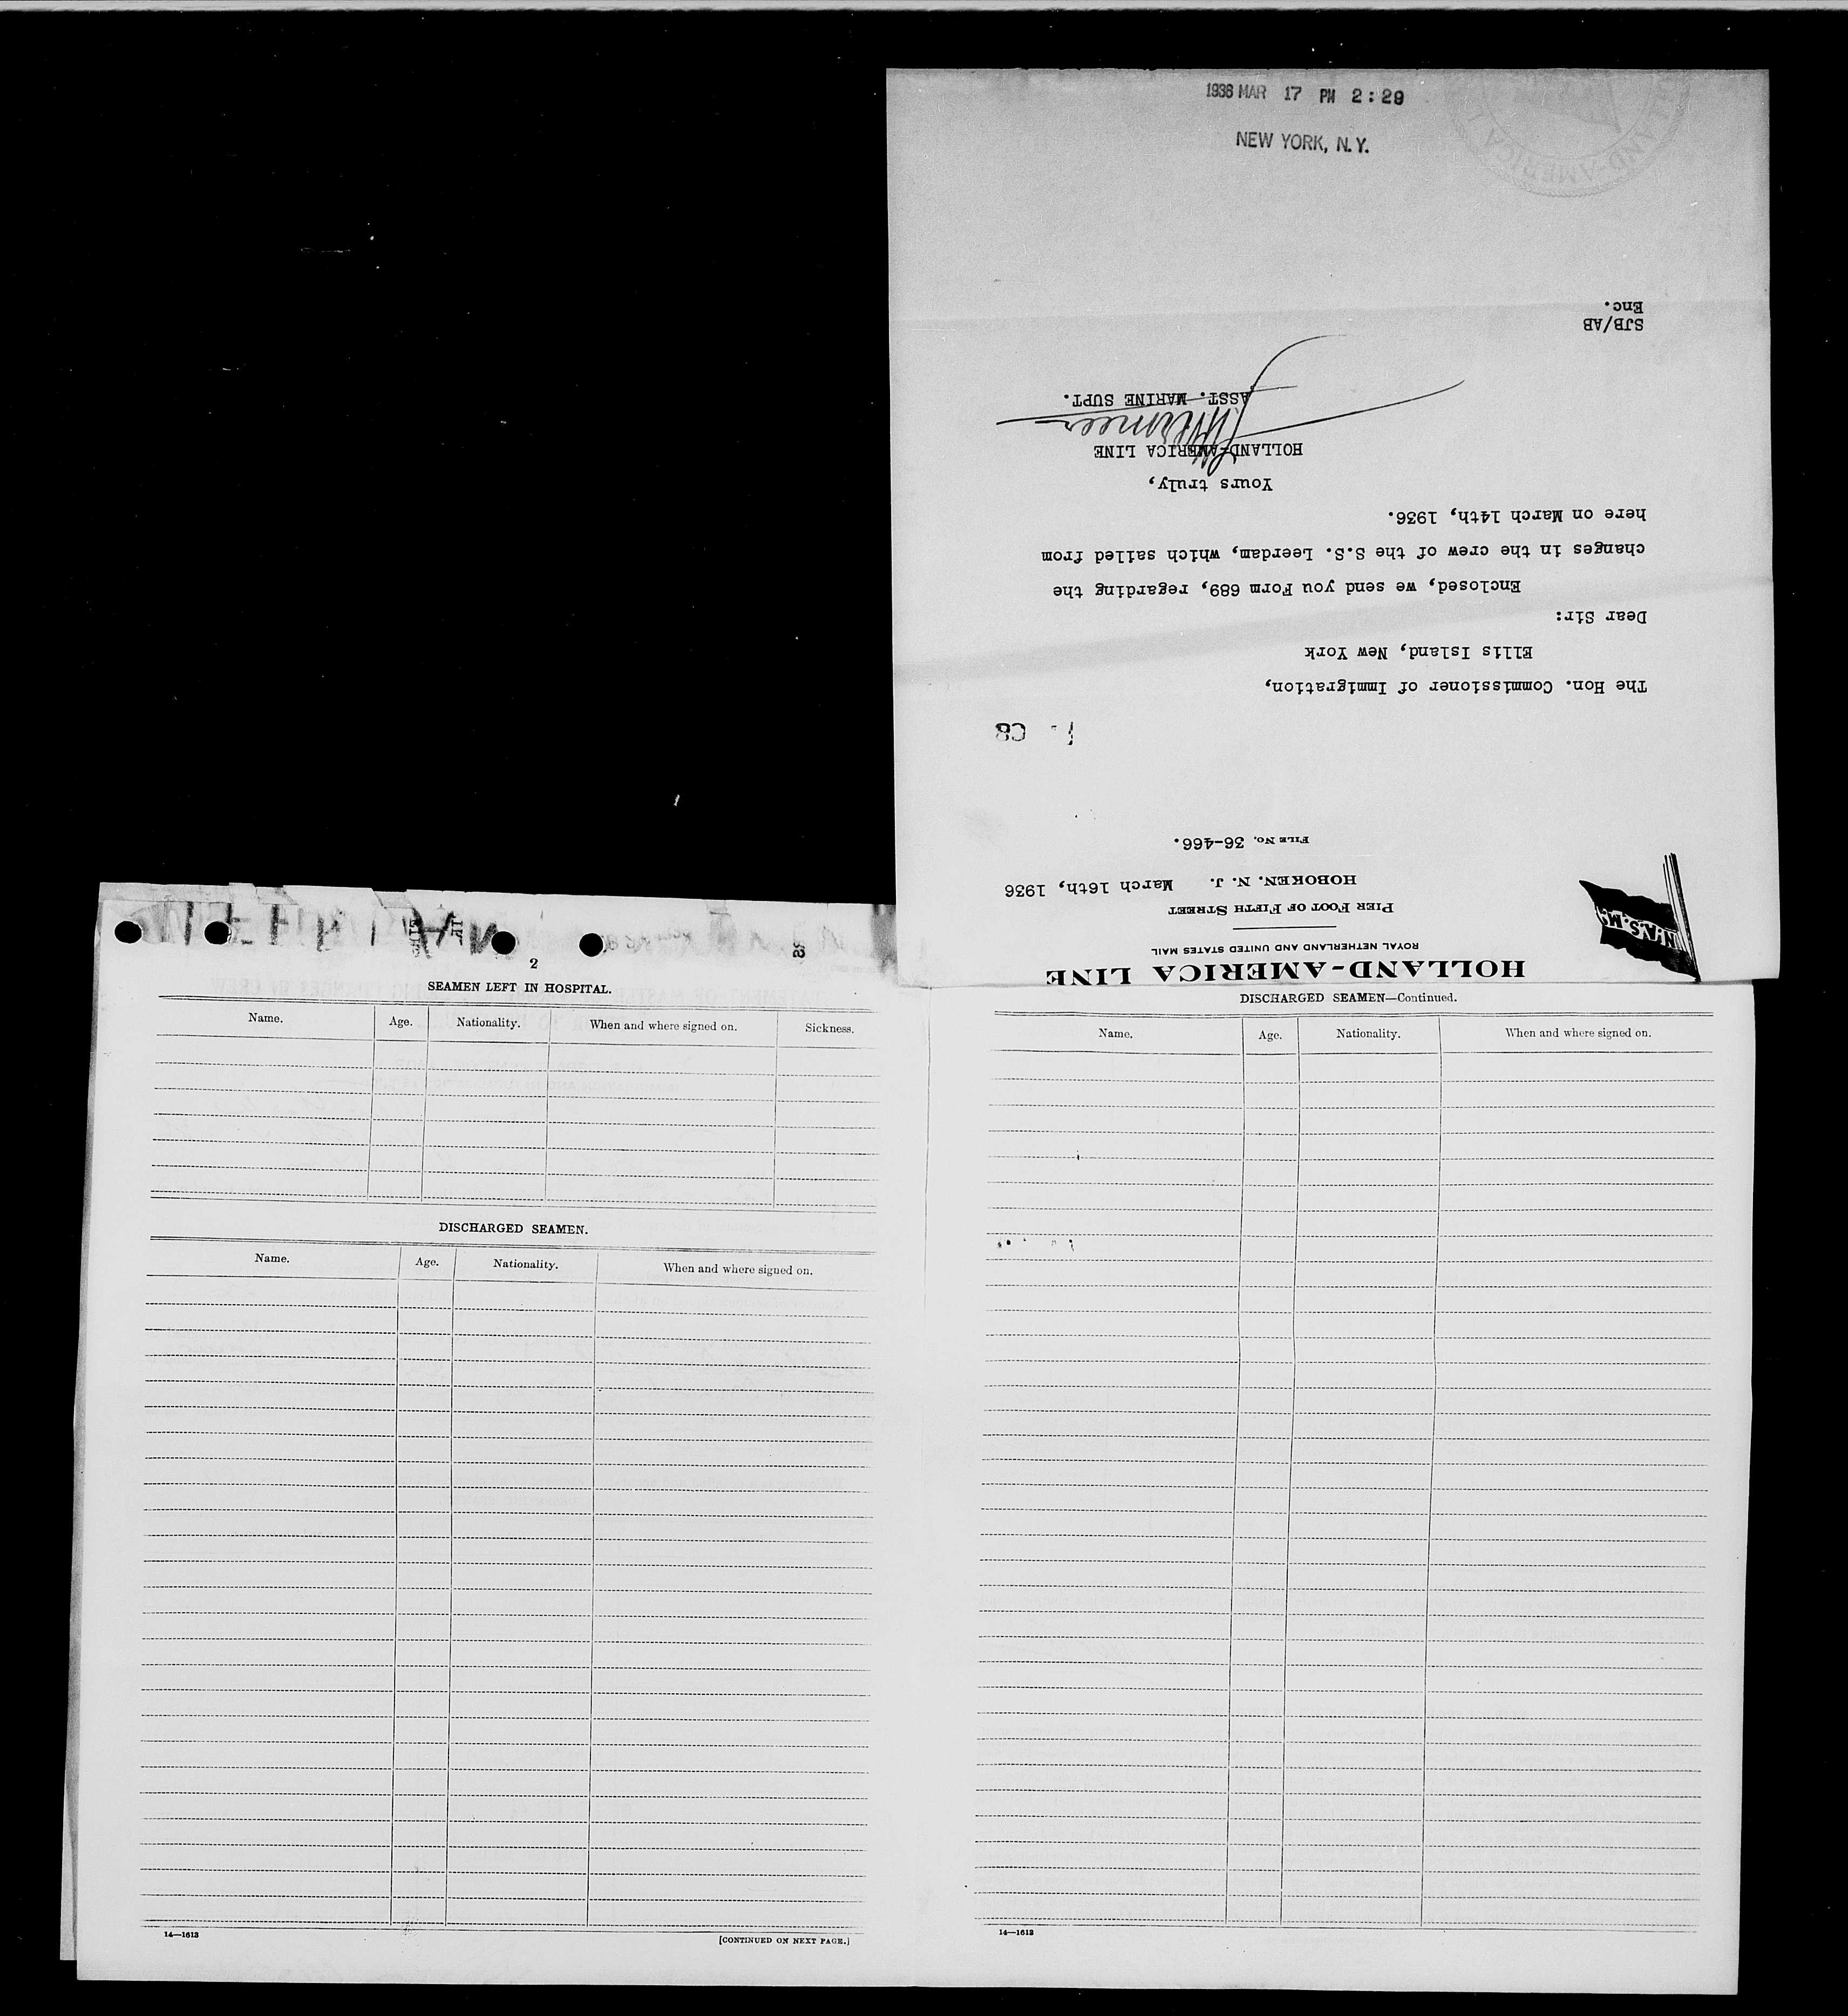 1936 MAR 17 PM 2:29
NEW YORK, N.Y.
N.A.S.M.
HOLLAND-AMERICA LINE
ROYAL NETHERLAND AND UNITED STATES MAIL
PIER FOOT OF FIFTH STREET
HOBOKEN. N. J. March 16th, 1936
FILE NO. 36-466.
The Hon. Commissioner of Immigration,
Ellis Island, New York
Dear Sir:
Enclosed, we send you Form 689, regarding the
changes in the crew of the S.S. Leerdam, which sailed from
here on March 14th, 1936.
Yours truly,
HOLLAND-AMERICA LINE
ASST. MARINE SUPT.
SJB/AB
Enc.
2
SEAMEN LEFT IN HOSPITAL.
Name. Age. Nationality. When and where signed on. Sickness.
DISCHARGED SEAMEN.
Name. Age. Nationality. When and where signed on.
14—1613 [CONTINUED ON NEXT PAGE.]
DISCHARGED SEAMEN—Continued.
Name. Age. Nationality. When and where signed on.
14—1613